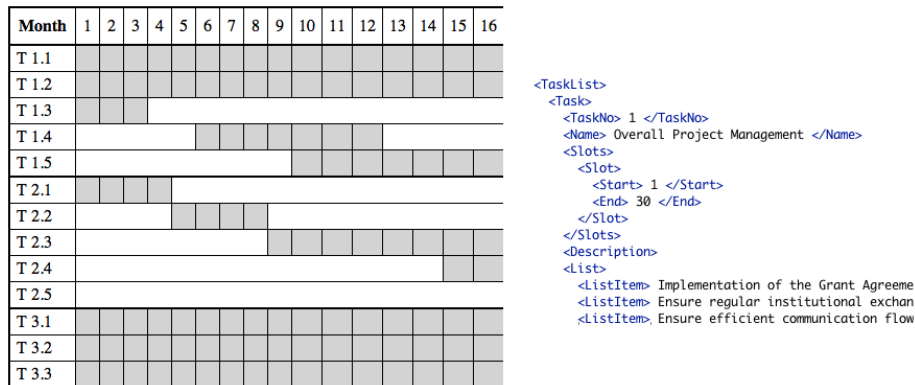 Month 1 2 3 4 5 6 7 8 9 10 11 12 13 14 15 16
T 1.1
T 1.2
T 1.3
T 1.4
T 1.5
T 2.1
T 2.2
T 2.3
T 2.4
T 2.5
T 3.1
T 3.2
T 3.3
<TaskList>
<Task>
<TaskNo> 1 </TaskNo>
<Name> Overall Project Management </Name>
<Slots>
<Slot>
<Start> 1 </Start>
<End> 30 </End>
</Slot>
</Slots>
<Description>
<List>
<ListItem> Implementation of the Grant Agreeme
<ListItem> Ensure regular institutional exchan
<ListItem> Ensure efficient communication flow